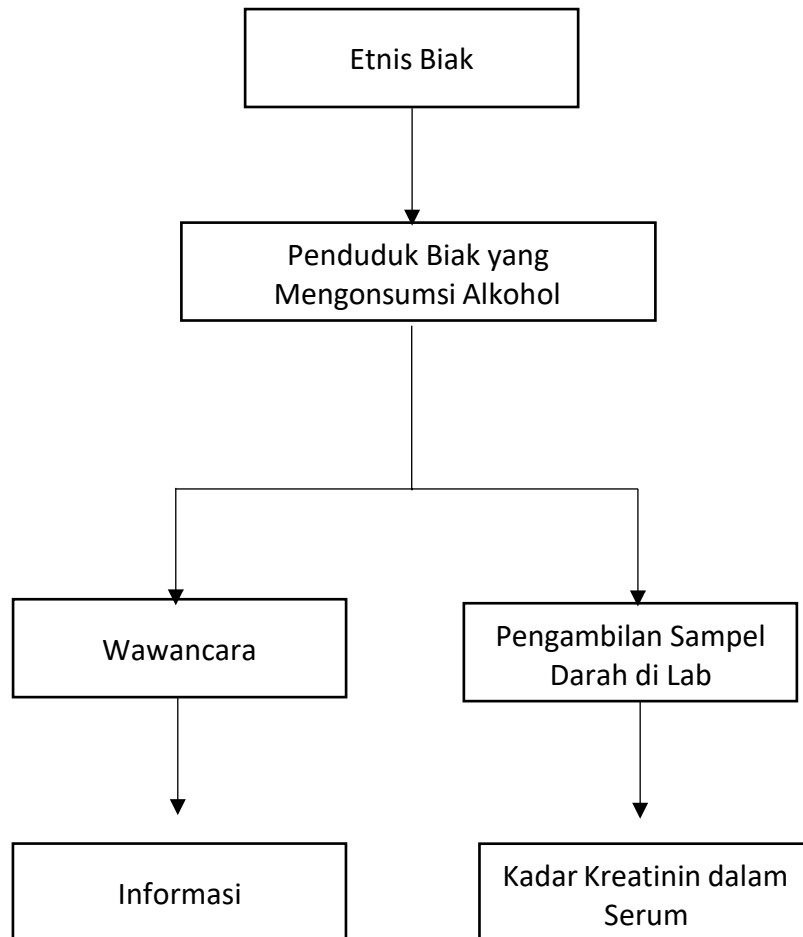 Etnis Biak
Penduduk Biak yang
Mengonsumsi Alkohol
Wawancara
Pengambilan Sampel
Darah di Lab
Informasi
Kadar Kreatinin dalam
Serum